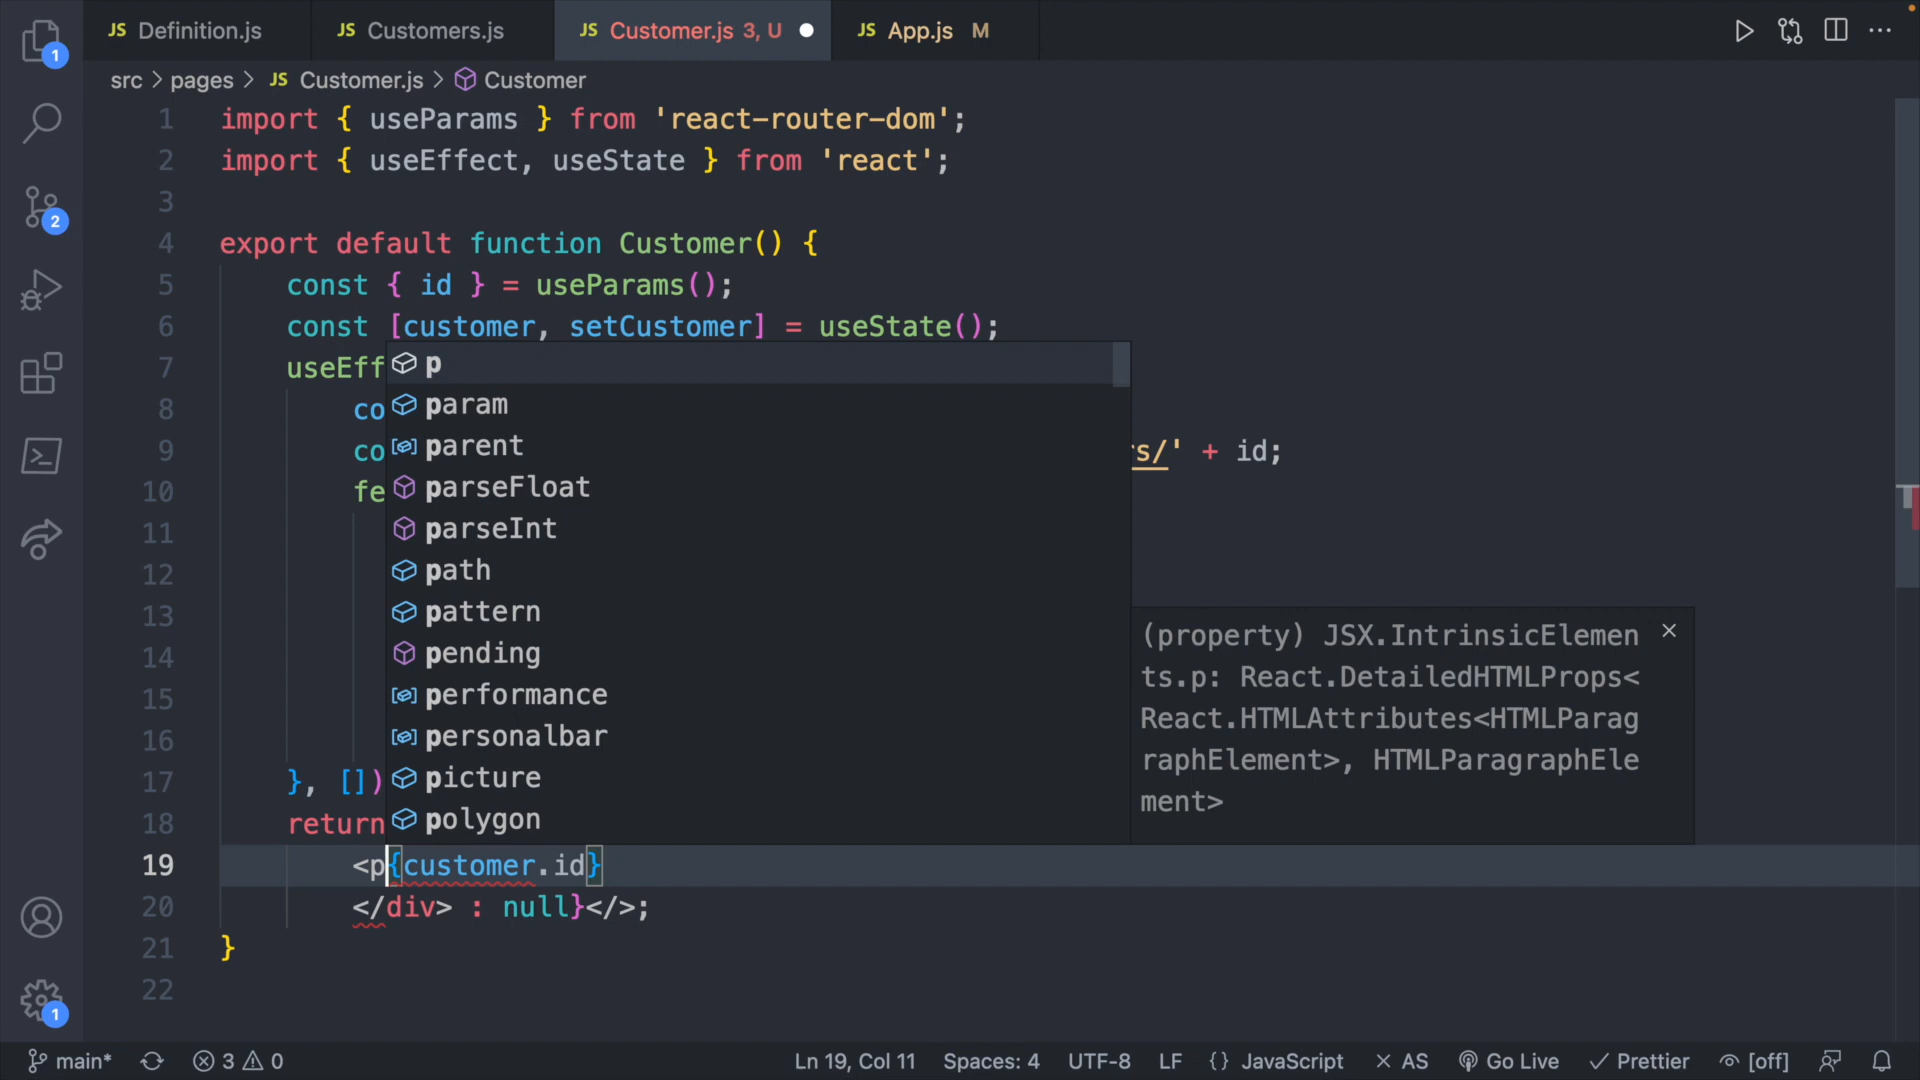 JS Definition.js JS Customers.js JS Customer.js 3, U JS App.js M
src > pages > JS Customer.js > Customer
1 import { useParams } from 'react-router-dom';
2 import { useEffect, useState } from 'react';
3
4 export default function Customer() {
5 const { id } = useParams();
6 const [customer, setCustomer] = useState();
7 useEff
p
8 co
param
9 co
parent
rs/' + id;
10 fe
parseFloat
11
parseInt
12
path
13
pattern
14
pending
15
performance
16
personalbar
17 }, [])
picture
18 return
polygon
(property) JSX.IntrinsicElemen
ts.p: React.DetailedHTMLProps<
React.HTMLAttributes<HTMLParag
raphElement>, HTMLParagraphEle
ment>
19 <p{customer.id}
20 </div> : null}</>;
21 }
22
1
2
1
main* 3 0 Ln 19, Col 11 Spaces: 4 UTF-8 LF {} JavaScript AS Go Live Prettier [off]